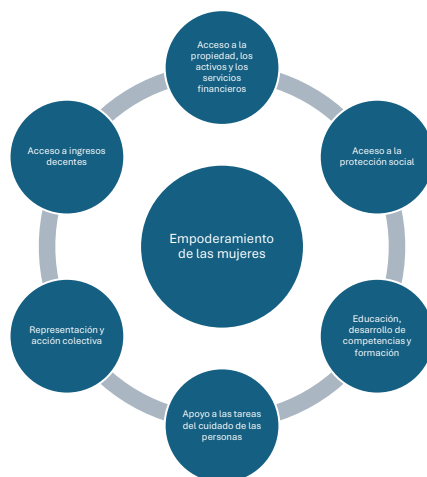 Acceso a la
propiedad, los
activos y los
servicios
financieros
Aceeso a la
protección social
Educación,
desarrollo de
competencias y
formación
Apoyo a las tareas
del cuidado de las
personas
Representación y
acción colectiva
Acceso a ingresos
decentes
Empoderamiento
de las mujeres